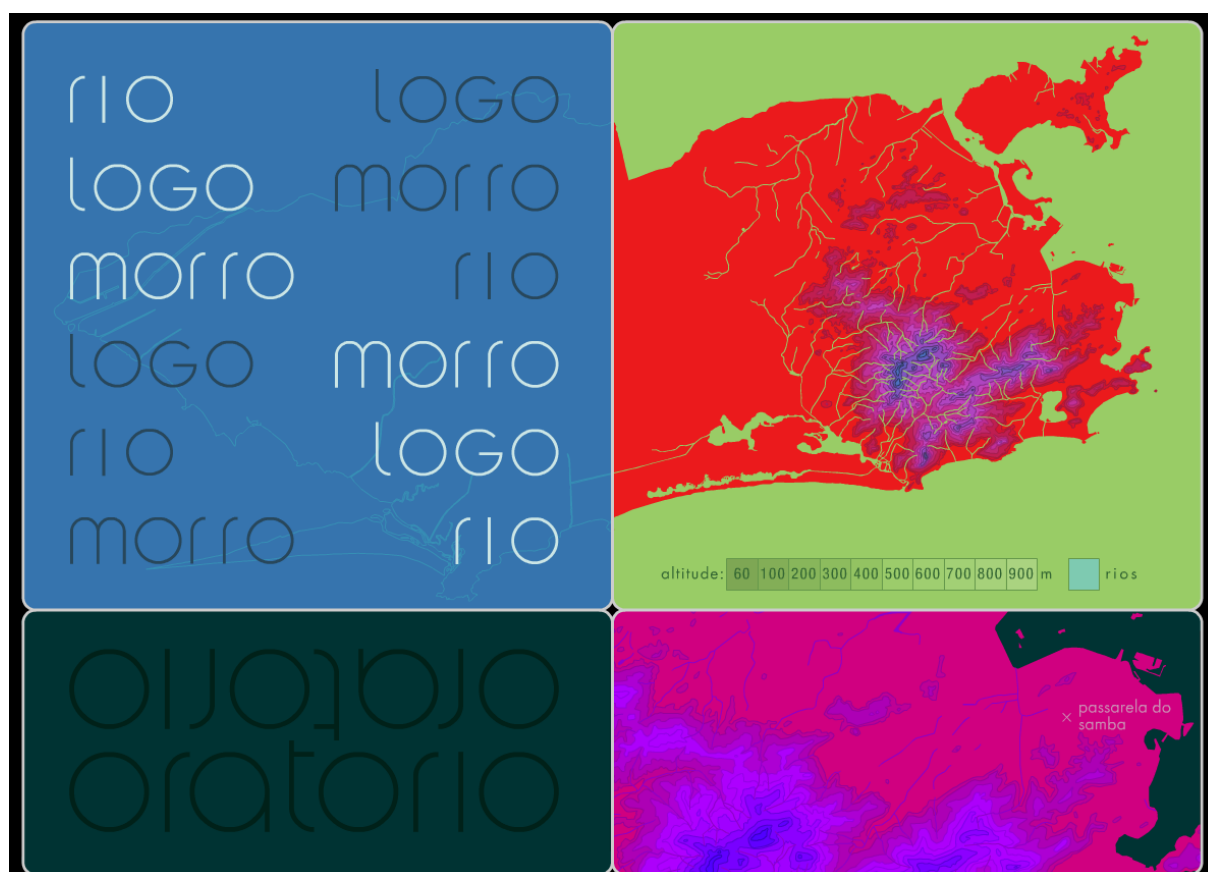 rio logo
logo morro
morro rio
logo morro
rio logo
morro rio
altitude: 60 100 200 300 400 500 600 700 800 900 m rios
oratorio
oratorio
passarela do
samba